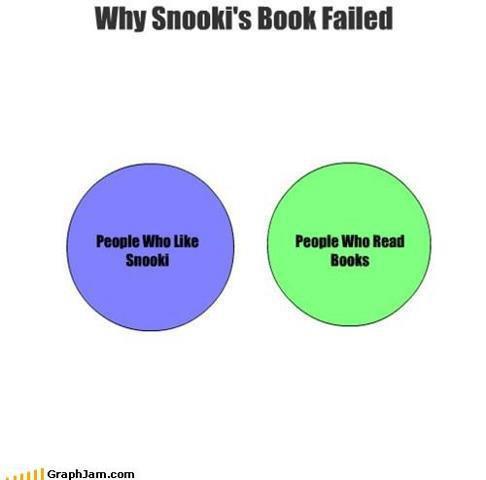 Why Snooki's Book Failed
People Who Like
Snooki
People Who Read
Books
GraphJam.com